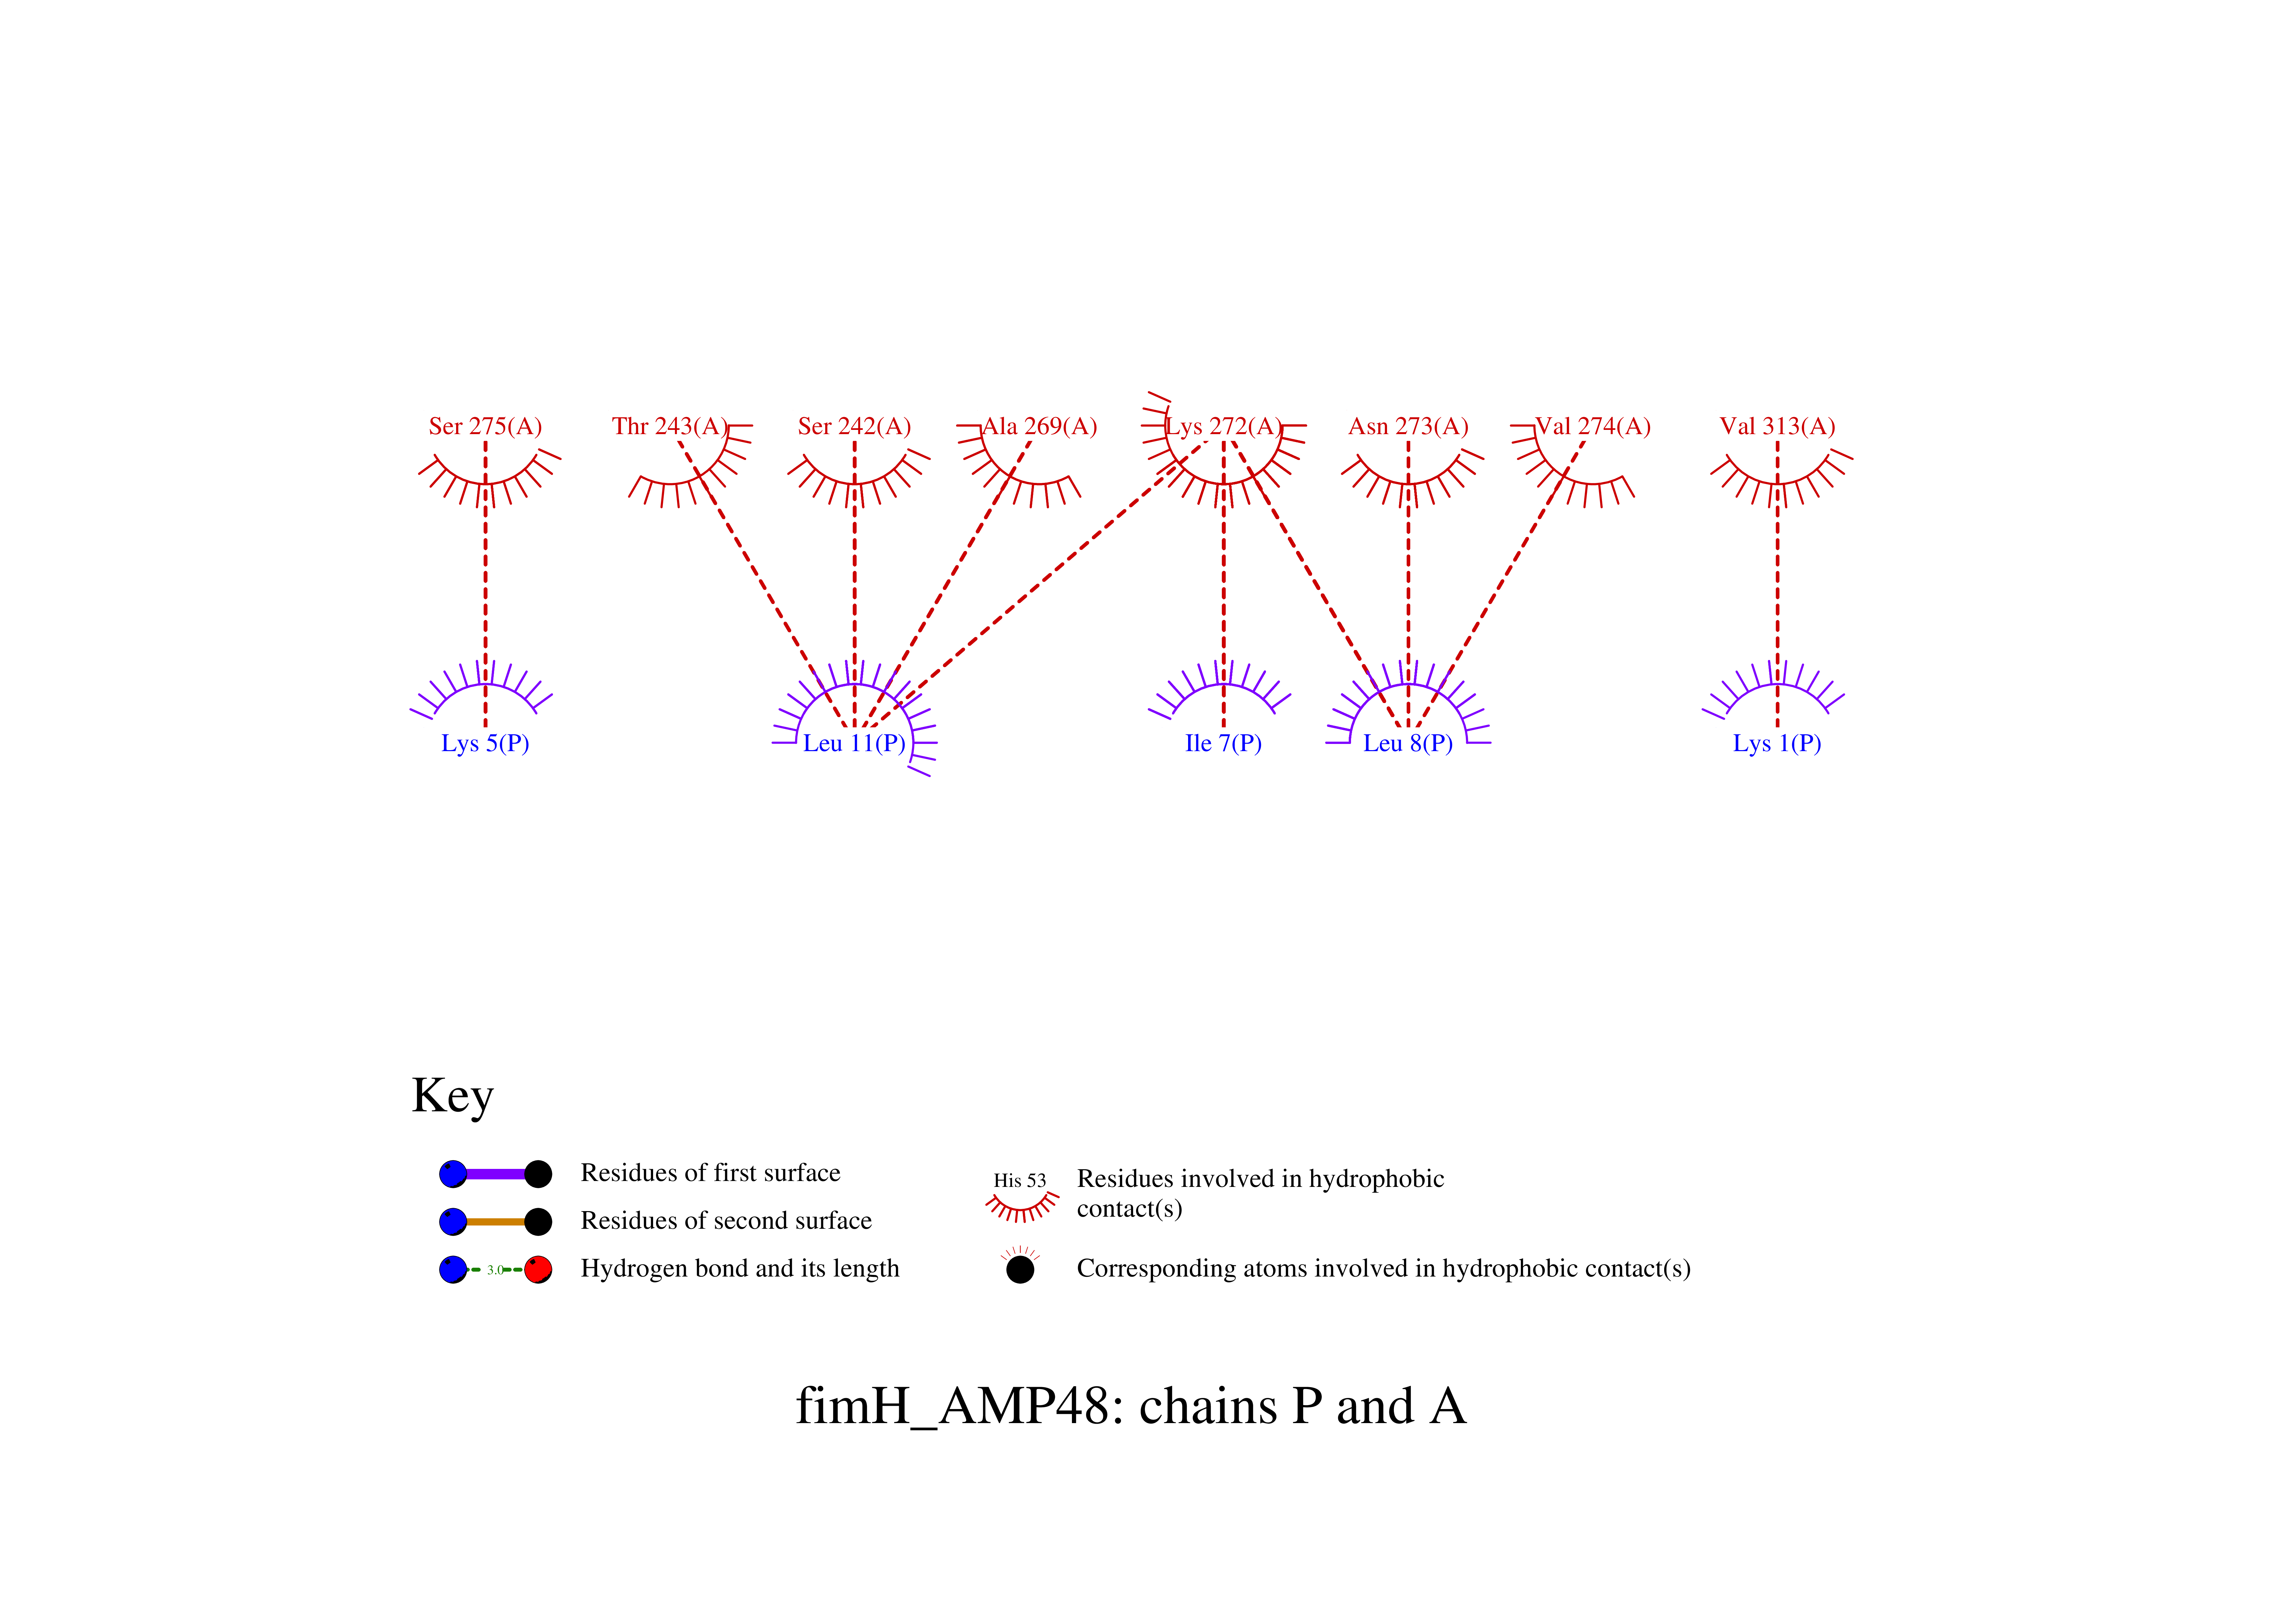 Ser 275(A) Thr 243(A) Ser 242(A) Ala 269(A) Lys 272(A) Asn 273(A) Val 274(A) Val 313(A)
Lys 5(P) Leu 11(P) Ile 7(P) Leu 8(P) Lys 1(P)
Key
Residues of first surface
Residues of second surface
3.0 Hydrogen bond and its length
His 53 Residues involved in hydrophobic
contact(s)
Corresponding atoms involved in hydrophobic contact(s)
fimH_AMP48: chains P and A